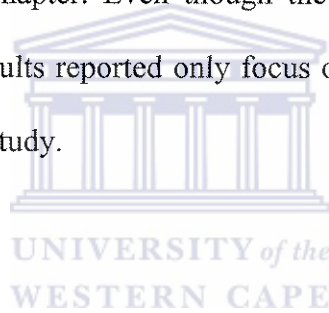 chapter. Even though the
ults reported only focus o
tudy.
UNIVERSITY of the
WESTERN CAPE